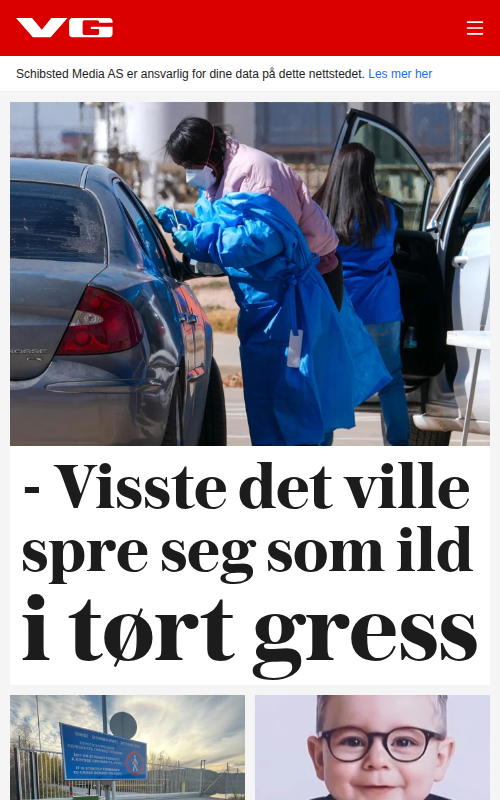 VG
Schibsted Media AS er ansvarlig for dine data på dette nettstedet. Les mer her
- Visste det ville
spre seg som ild
i tørt gress